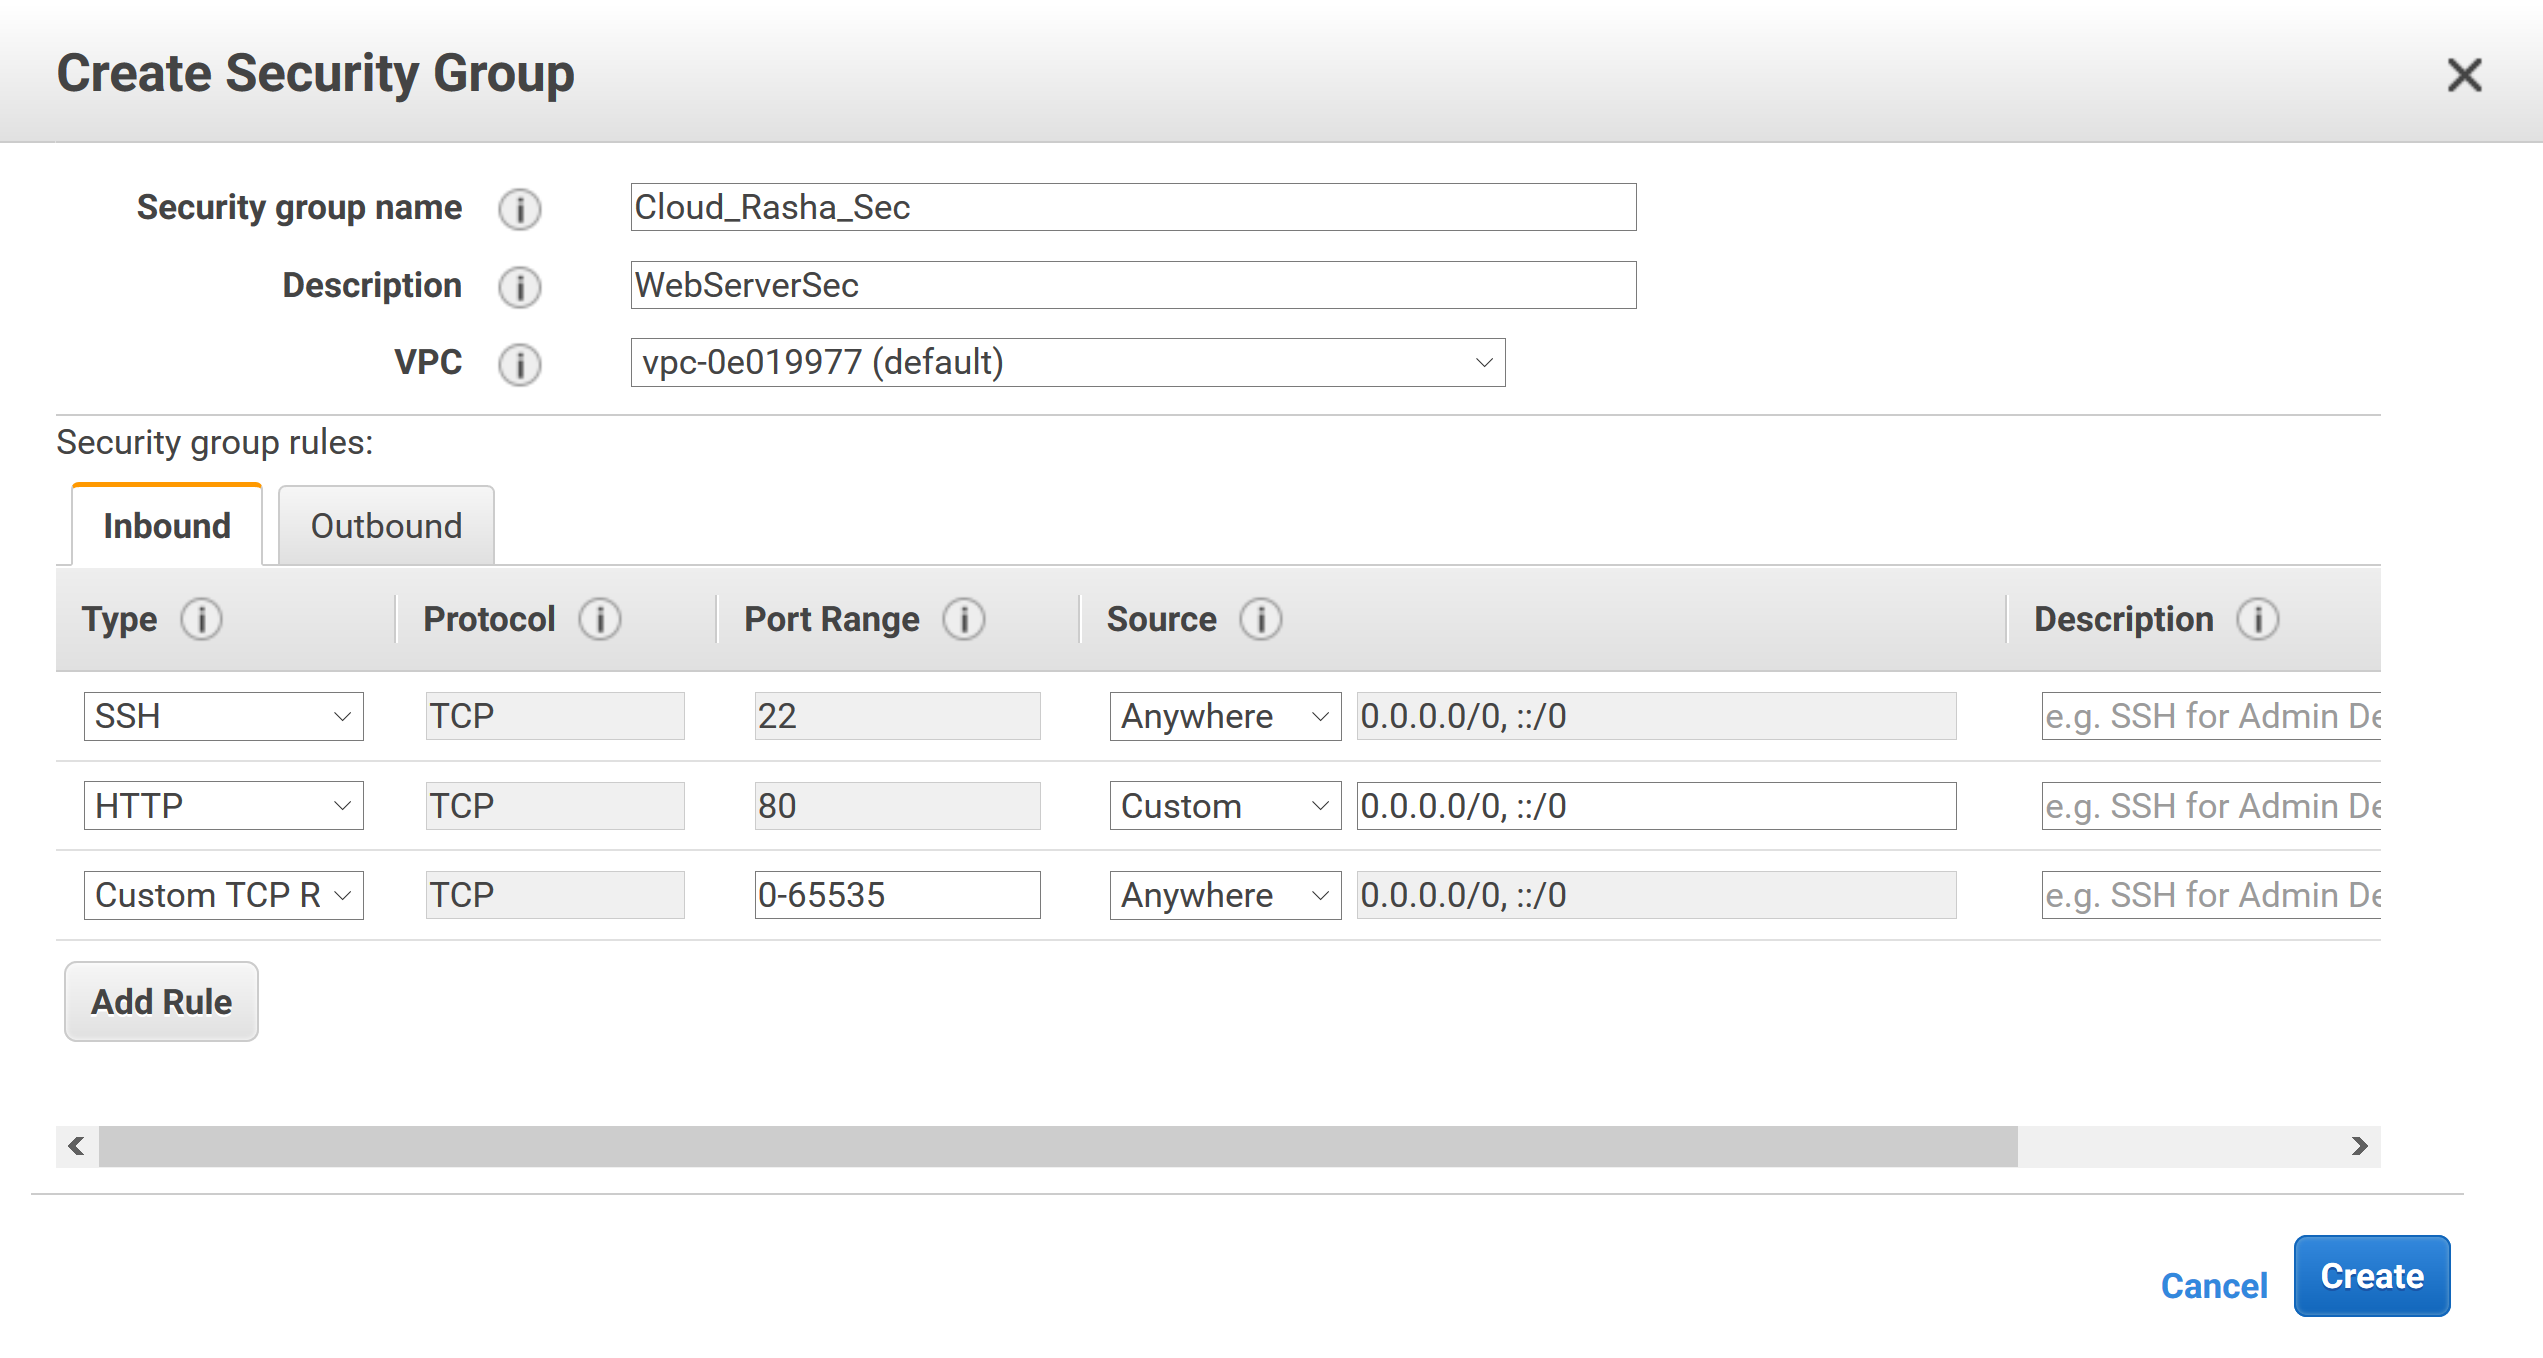 Create Security Group
Security group name Cloud_Rasha_Sec
Description WebServerSec
VPC vpc-0e019977 (default)
Security group rules:
Inbound Outbound
Type Protocol Port Range Source Description
SSH TCP 22 Anywhere 0.0.0.0/0, ::/0 e.g. SSH for Admin De
HTTP TCP 80 Custom 0.0.0.0/0, ::/0 e.g. SSH for Admin De
Custom TCP R TCP 0-65535 Anywhere 0.0.0.0/0, ::/0 e.g. SSH for Admin De
Add Rule
Cancel Create